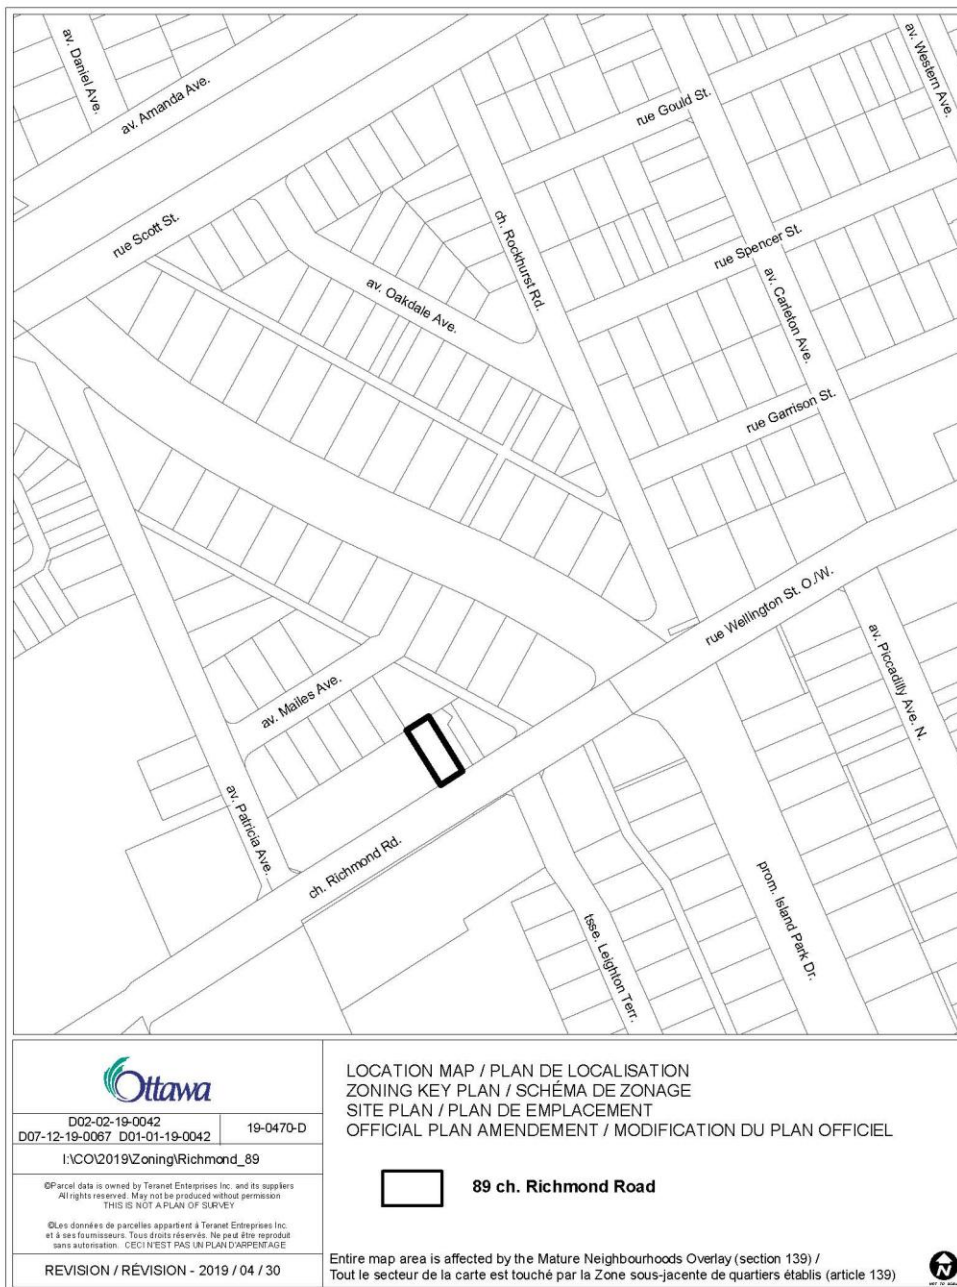 av. Daniel Ave.
av. Amanda Ave.
av. Western Ave.
rue Gould St.
rue Scott St.
ch. Rockhurst Rd.
rue Spencer St.
av. Oakdale Ave.
av. Carleton Ave.
rue Garrison St.
rue Wellington St. O./W.
av. Piccadilly Ave. N.
av. Mailes Ave.
av. Patricia Ave.
ch. Richmond Rd.
prom. Island Park Dr.
tsse. Leighton Terr.
Ottawa
D02-02-19-0042
D07-12-19-0067 D01-01-19-0042
19-0470-D
I:\CO\2019\Zoning\Richmond_89
©Parcel data is owned by Teranet Enterprises Inc. and its suppliers
All rights reserved. May not be produced without permission
THIS IS NOT A PLAN OF SURVEY
©Les données de parcelles appartient à Teranet Entreprises Inc.
et à ses fournisseurs. Tous droits réservés. Ne peut être reproduit
sans autorisation. CECI N'EST PAS UN PLAN D'ARPENTAGE
REVISION / RÉVISION - 2019 / 04 / 30
LOCATION MAP / PLAN DE LOCALISATION
ZONING KEY PLAN / SCHÉMA DE ZONAGE
SITE PLAN / PLAN DE EMPLACEMENT
OFFICIAL PLAN AMENDEMENT / MODIFICATION DU PLAN OFFICIEL
89 ch. Richmond Road
Entire map area is affected by the Mature Neighbourhoods Overlay (section 139) /
Tout le secteur de la carte est touché par la Zone sous-jacente de quartiers établis (article 139)
N
NOT TO SCALE